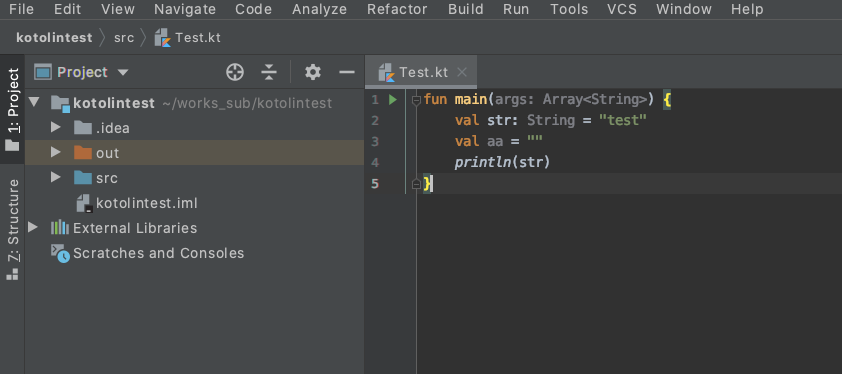 File Edit View Navigate Code Analyze Refactor Build Run Tools VCS Window Help
kotolintest src Test.kt
1: Project
7: Structure
Project
kotolintest ~/works_sub/kotolintest
.idea
out
src
kotolintest.iml
External Libraries
Scratches and Consoles
Test.kt
1 fun main(args: Array<String>) {
2 val str: String = "test"
3 val aa = ""
4 println(str)
5 }